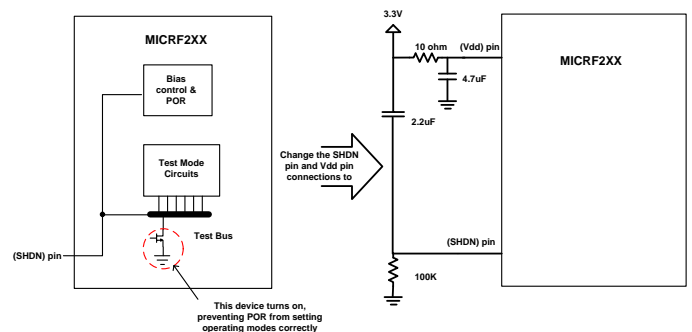 MICRF2XX
Bias
control &
POR
Test Mode
Circuits
Test Bus
(SHDN) pin
This device turns on,
preventing POR from setting
operating modes correctly
Change the SHDN
pin and Vdd pin
connections to
3.3V
10 ohm
(Vdd) pin
4.7uF
2.2uF
(SHDN) pin
100K
MICRF2XX